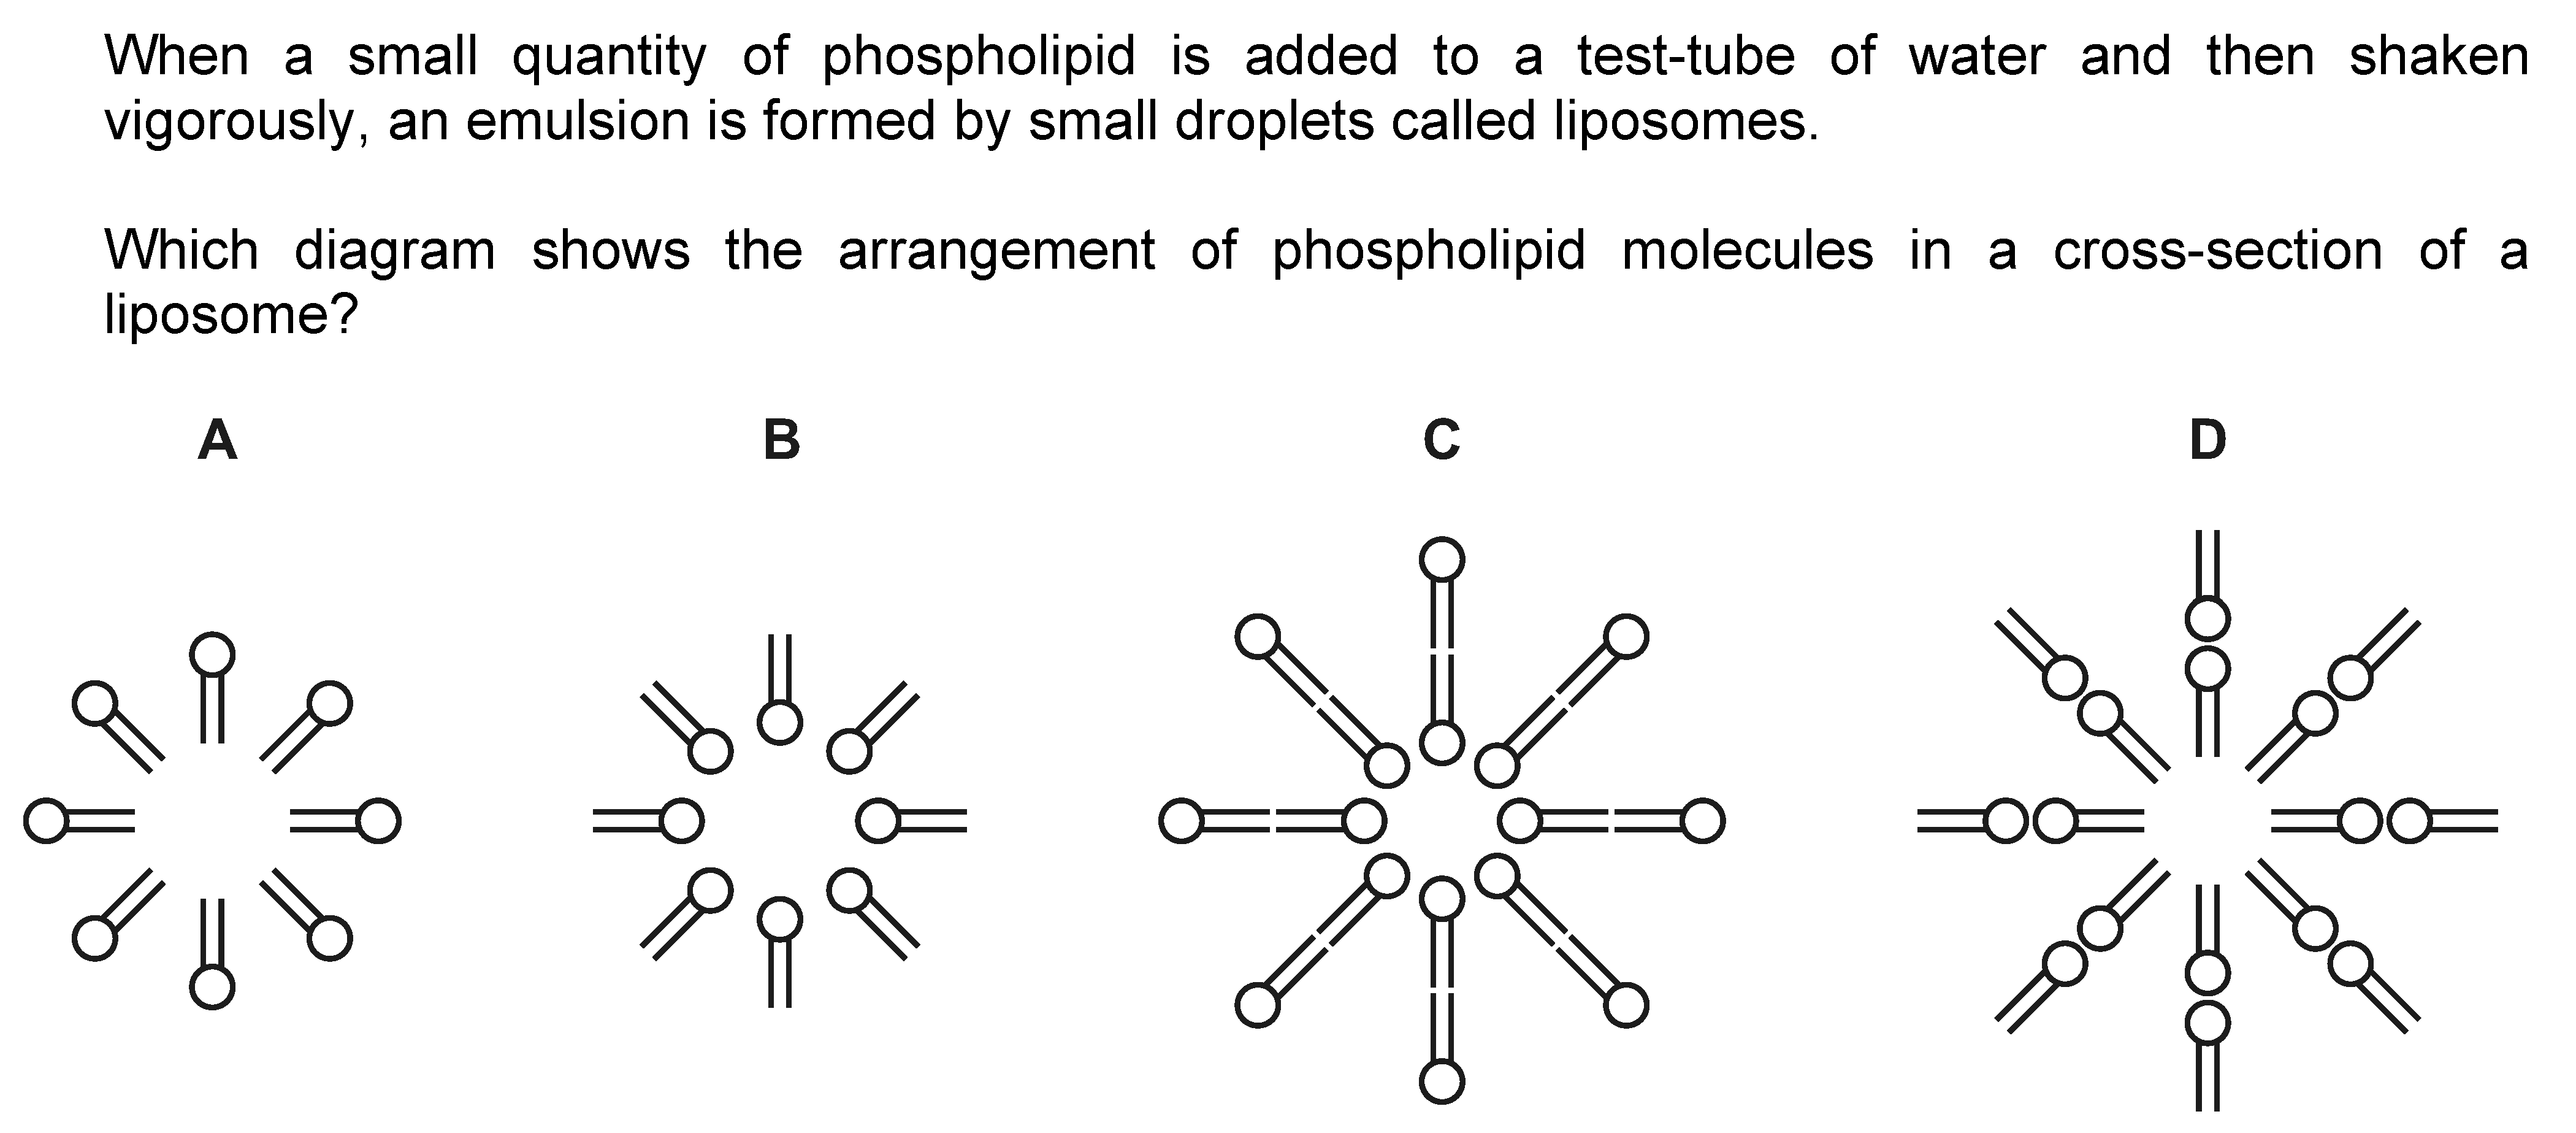 When a small quantity of phospholipid is added to a test-tube of water and then shaken
vigorously, an emulsion is formed by small droplets called liposomes.
Which diagram shows the arrangement of phospholipid molecules in a cross-section of a
liposome?
A B C D